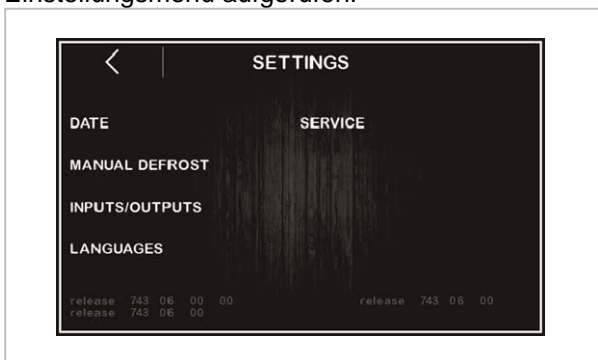 Einstellungsmenü aufgerufen.
SETTINGS
DATE SERVICE
MANUAL DEFROST
INPUTS/OUTPUTS
LANGUAGES
release 743 06 00 00 release 743 06 00
release 743 06 00